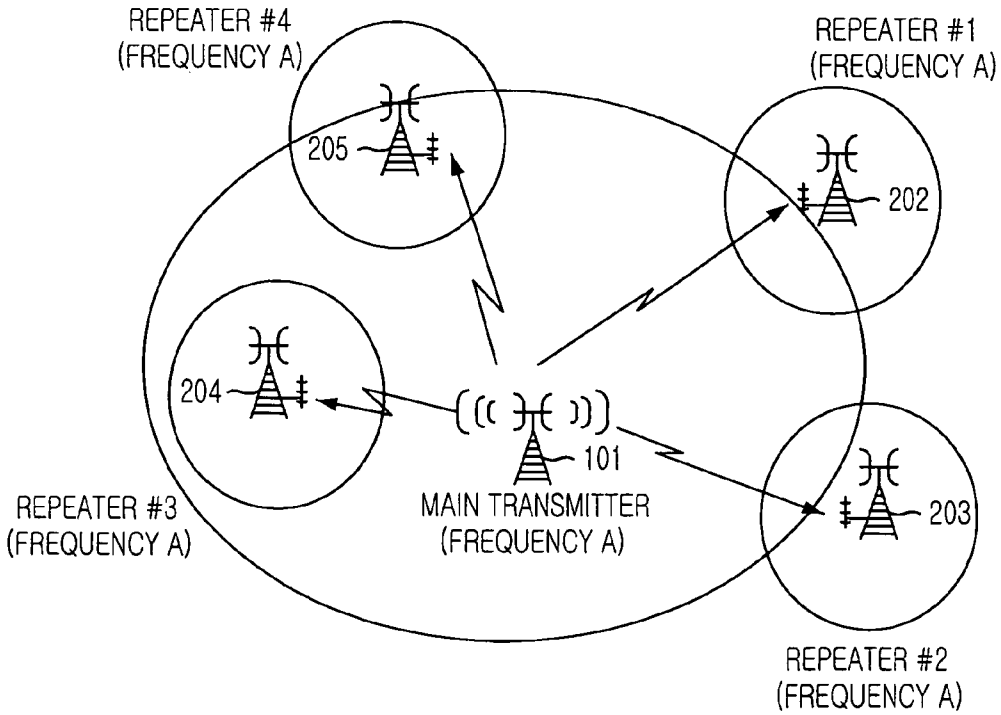 REPEATER #4
(FREQUENCY A)
REPEATER #1
(FREQUENCY A)
205
202
204
101
MAIN TRANSMITTER
(FREQUENCY A)
REPEATER #3
(FREQUENCY A)
203
REPEATER #2
(FREQUENCY A)